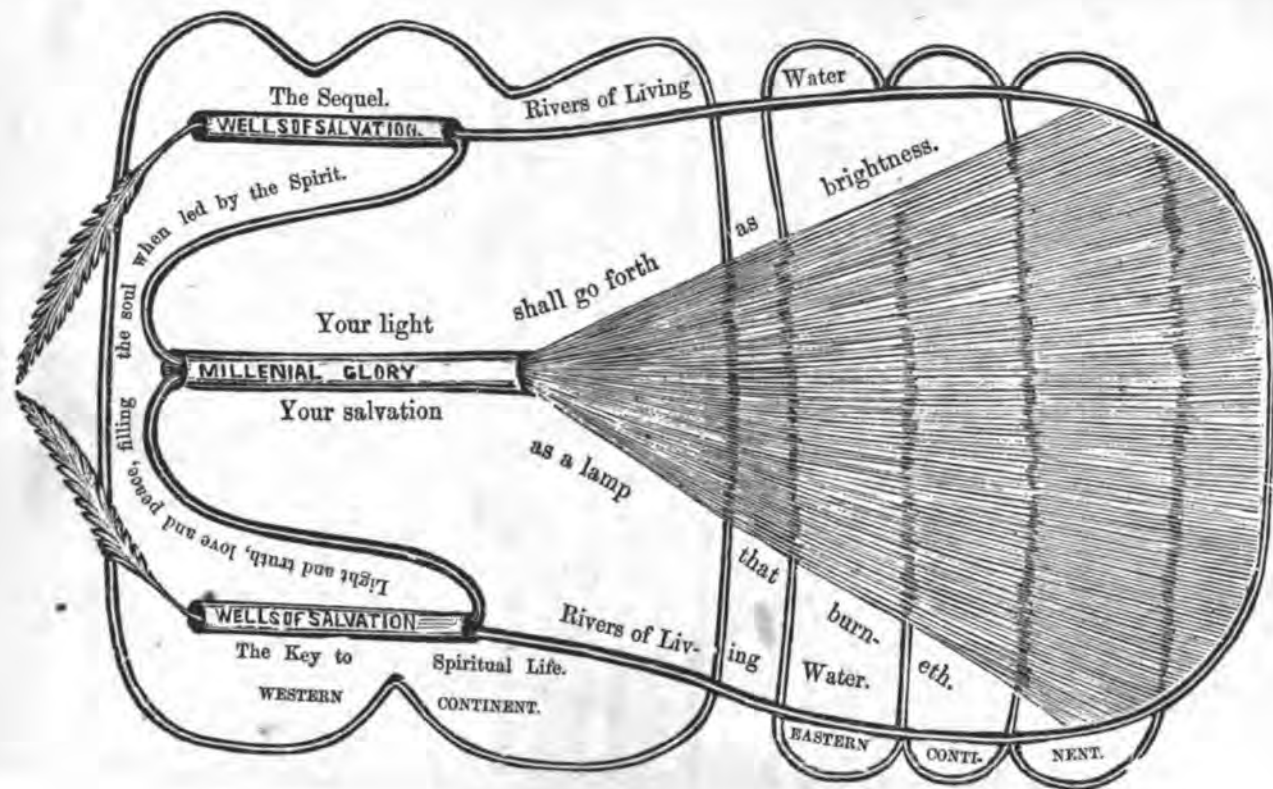 The Sequel.
WELLS OF SALVATION.
Rivers of Living Water
Light and truth, love and peace, filling the soul when led by the Spirit.
Your light shall go forth as brightness.
MILLENIAL GLORY
Your salvation as a lamp that burn-
eth.
WELLS OF SALVATION
Rivers of Liv-
ing Water.
The Key to Spiritual Life.
WESTERN CONTINENT.
EASTERN CONTI-
NENT.